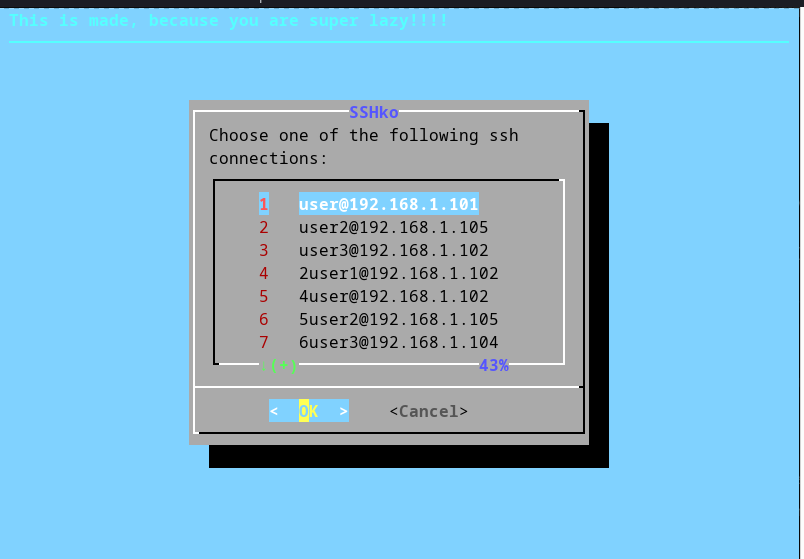 This is made, because you are super lazy!!!!
SSHko
Choose one of the following ssh
connections:
1 user@192.168.1.101
2 user2@192.168.1.105
3 user3@192.168.1.102
4 2user1@192.168.1.102
5 4user@192.168.1.102
6 5user2@192.168.1.105
7 6user3@192.168.1.104
↓(+) 43%
< OK > <Cancel>